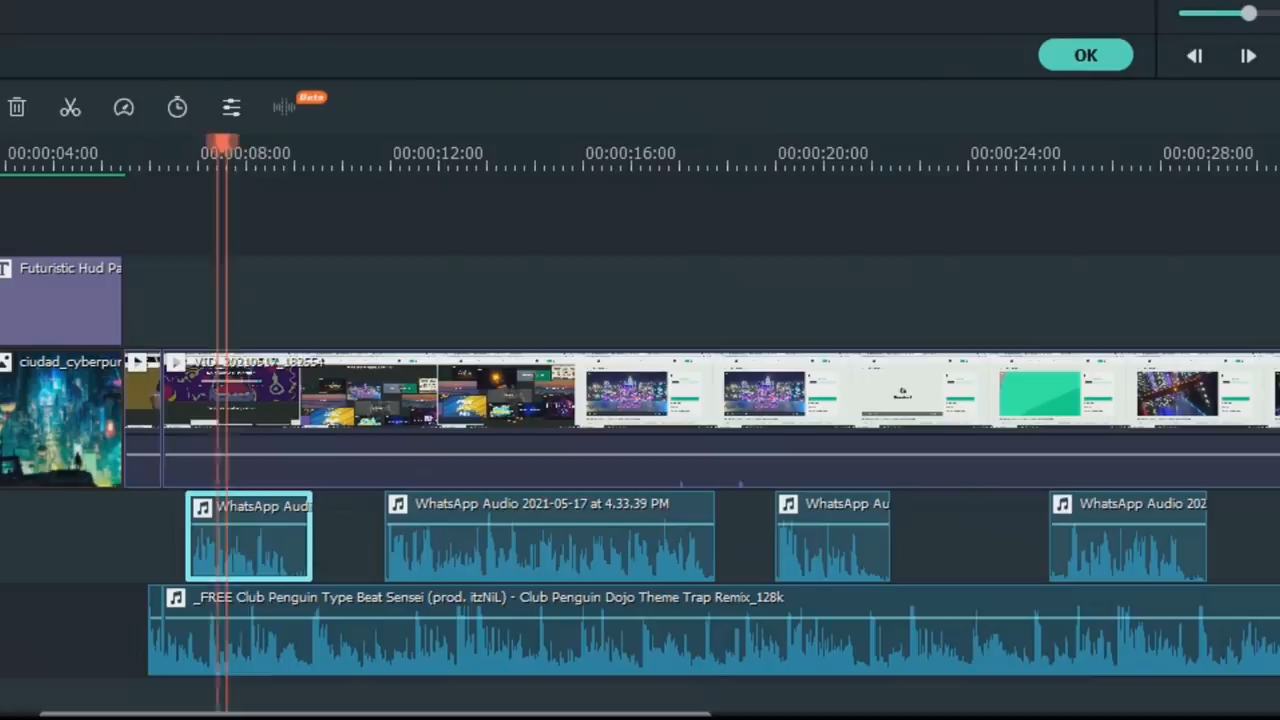 OK
Beta
00:00:04:00 00:00:08:00 00:00:12:00 00:00:16:00 00:00:20:00 00:00:24:00 00:00:28:00
Futuristic Hud Pa
ciudad_cyberpur
VID_20210517_182554
WhatsApp Audi WhatsApp Audio 2021-05-17 at 4.33.39 PM WhatsApp Au WhatsApp Audio 202
_FREE Club Penguin Type Beat Sensei (prod. itzNiL) - Club Penguin Dojo Theme Trap Remix_128k